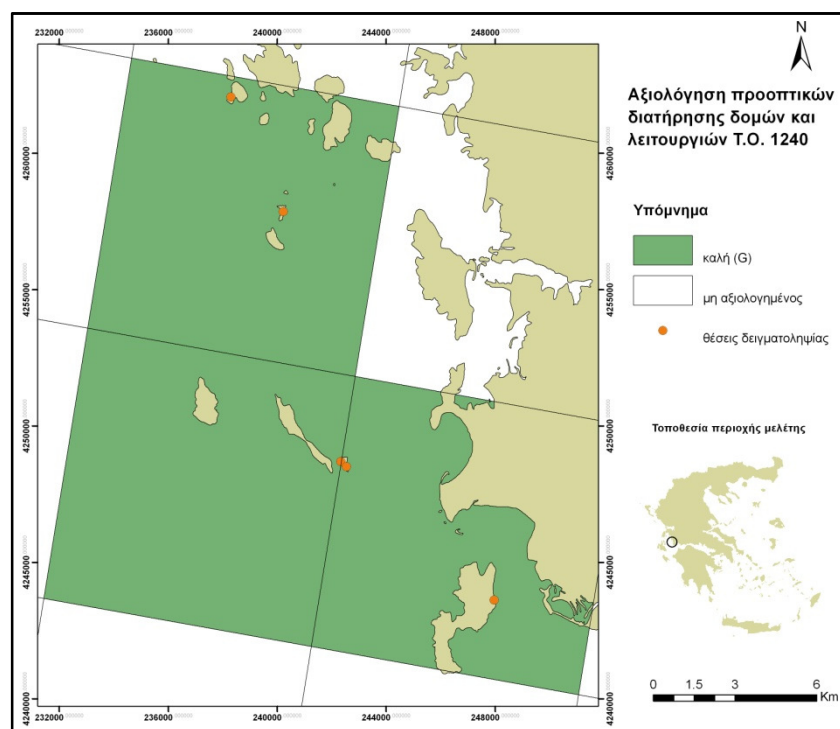 232000
236000
240000
244000
248000
N
Αξιολόγηση προοπτικών
διατήρησης δομών και
λειτουργιών Τ.Ο. 1240
4260000
4260000
Υπόμνημα
καλή (G)
4255000
4255000
μη αξιολογημένος
θέσεις δειγματοληψίας
4250000
4250000
Τοποθεσία περιοχής μελέτης
4245000
4245000
4240000
4240000
0 1.5 3 6
Km
232000
236000
240000
244000
248000